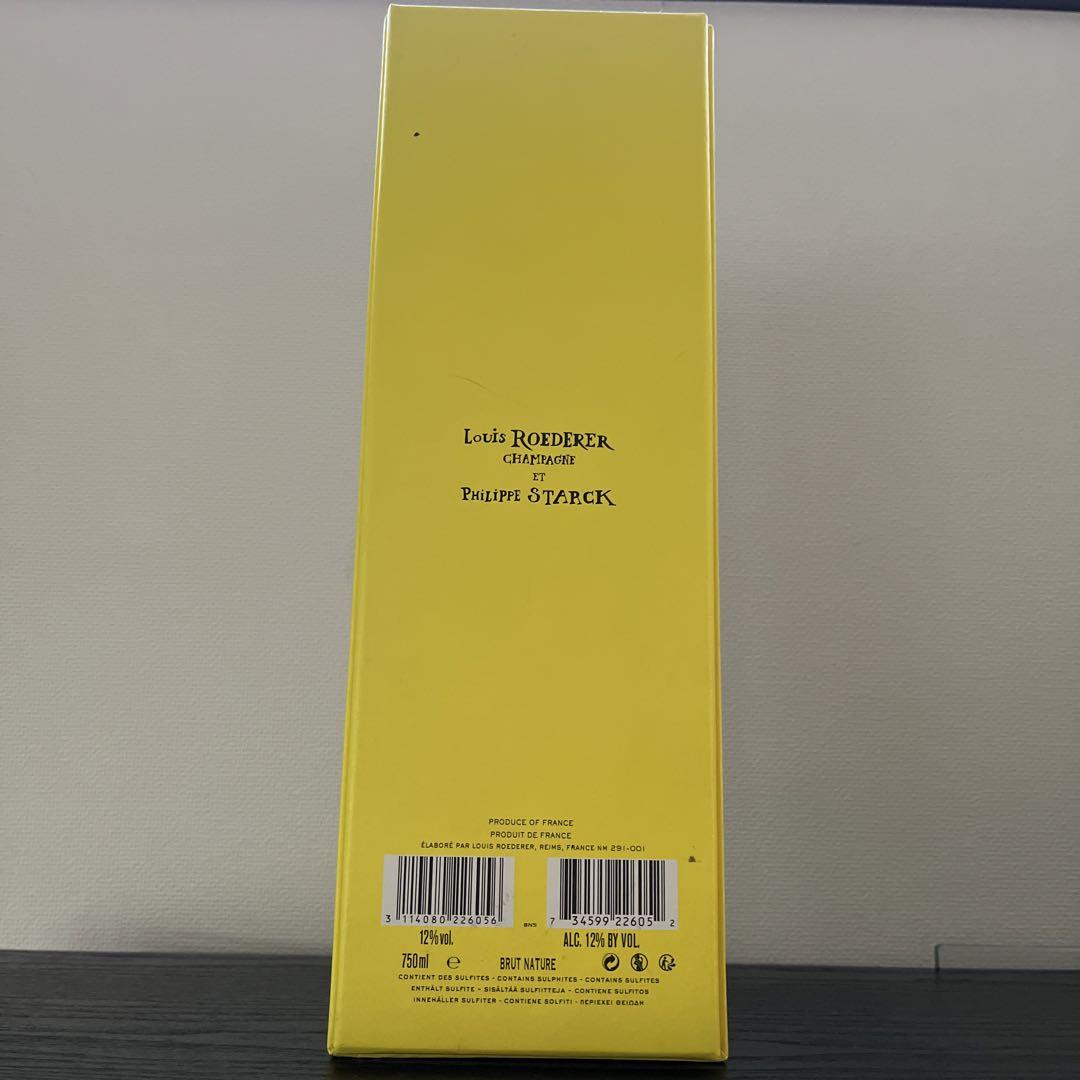 Louis ROEDERER
CHAMPAGNE
ET
PHILIPPE STARCK
PRODUCE OF FRANCE
PRODUIT DE FRANCE
ÉLABORÉ PAR LOUIS ROEDERER, REIMS, FRANCE NM 291-001
3 114080 226056
BNS
7 34599 22605 2
12% vol.
ALC. 12% BY VOL.
750ml e BRUT NATURE
CONTIENT DES SULFITES - CONTAINS SULPHITES - CONTAINS SULFITES
ENTHÄLT SULFITE - SISÄLTÄÄ SULFIITTEJA - CONTIENE SULFITOS
INNEHÅLLER SULFITER - CONTIENE SOLFITI - ΠΕΡΙΕΧΕΙ ΘΕΙΩΔΗ